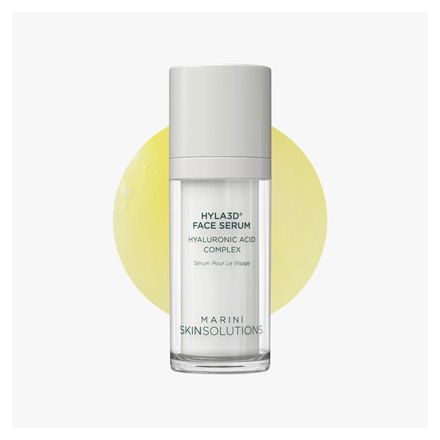 HYLA3D®
FACE SERUM
HYALURONIC ACID
COMPLEX
Sérum Pour Le Visage
MARINI
SKINSOLUTIONS